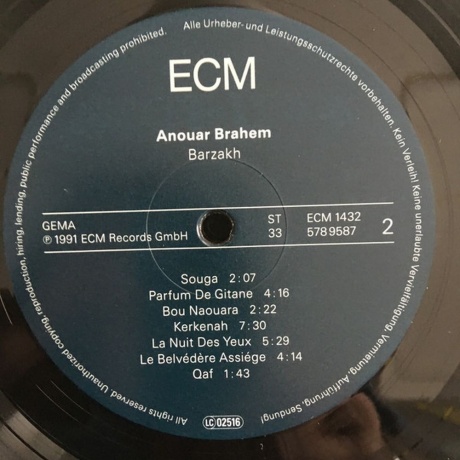 Alle Urheber- und Leistungsschutzrechte vorbehalten. Kein Verleih! Keine unerlaubte Vervielfältigung, Vermietung, Aufführung, Sendung!
ECM
Anouar Brahem
Barzakh
GEMA
℗ 1991 ECM Records GmbH
ST
33
ECM 1432
578 9587
2
Souga 2:07
Parfum De Gitane 4:16
Bou Naouara 2:22
Kerkenah 7:30
La Nuit Des Yeux 5:29
Le Belvédère Assiége 4:14
Qaf 1:43
LC 02516
All rights reserved. Unauthorized copying, reproduction, hiring, lending, public performance and broadcasting prohibited.